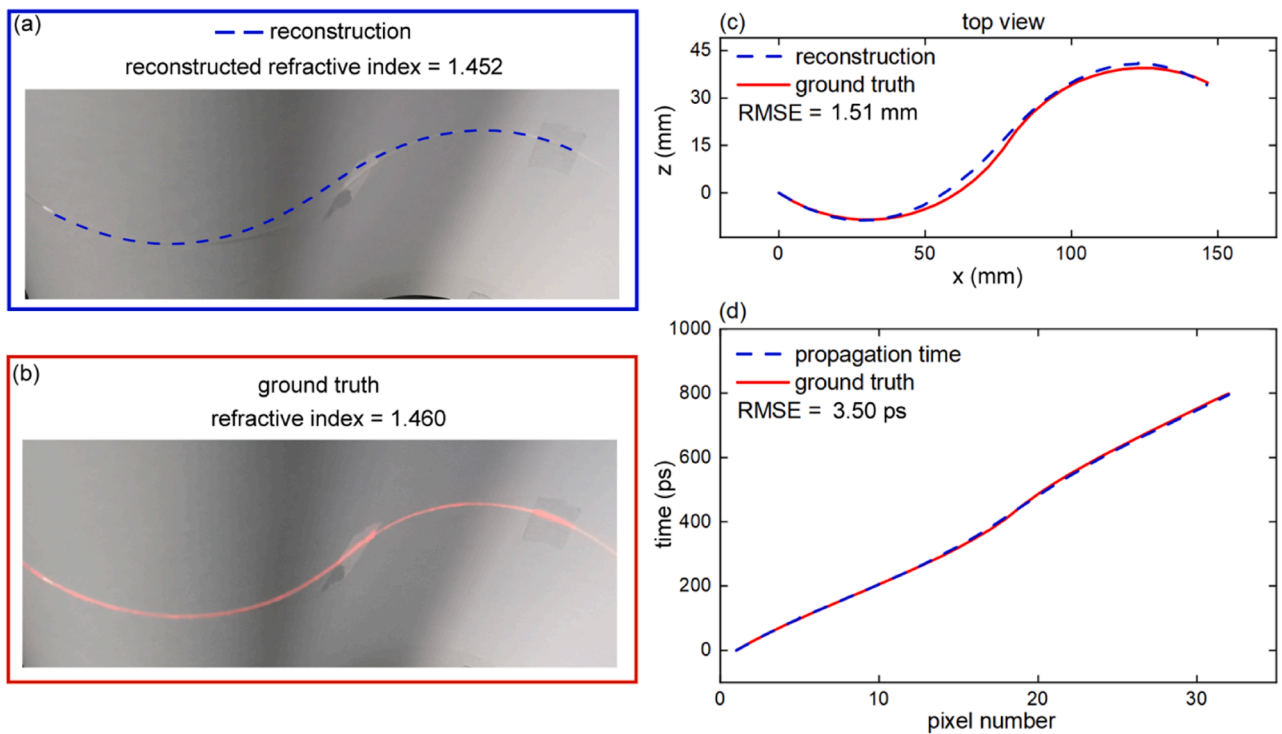 (a)
reconstruction
reconstructed refractive index = 1.452
(b)
ground truth
refractive index = 1.460
(c)
top view
reconstruction
ground truth
RMSE = 1.51 mm
45
30
15
0
z (mm)
0 50 100 150
x (mm)
(d)
propagation time
ground truth
RMSE = 3.50 ps
1000
800
600
400
200
0
time (ps)
0 10 20 30
pixel number